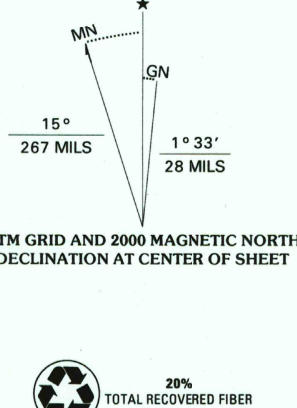 ★
MN
GN
15°
267 MILS
1° 33′
28 MILS
TM GRID AND 2000 MAGNETIC NORTH
DECLINATION AT CENTER OF SHEET
20%
TOTAL RECOVERED FIBER